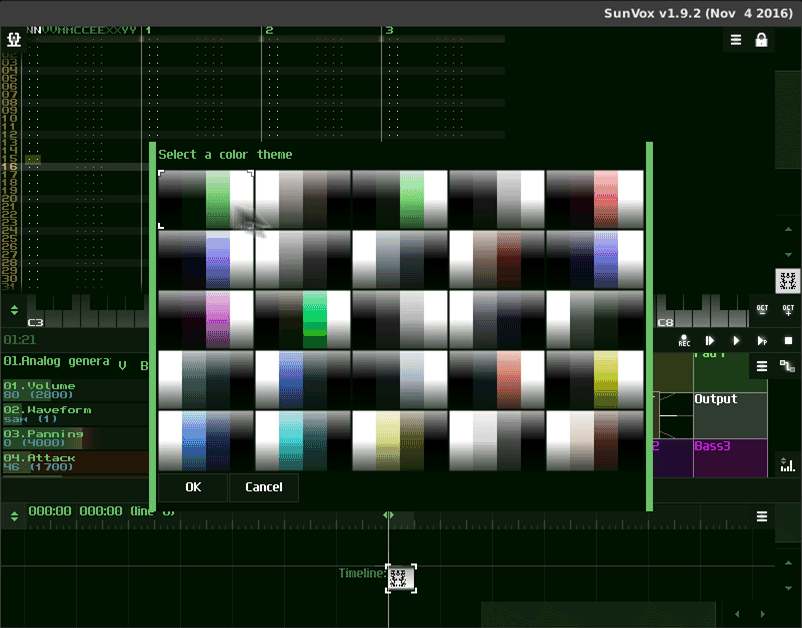 SunVox v1.9.2 (Nov 4 2016)
NNVVMMCCEEXXYY 1 2 3
03
04
05
06
07
08
09
10
11
12
13
14
15
16
17
18
19
20
21
22
23
24
25
26
27
28
29
30
31
Select a color theme
C3
C8
OCT -
OCT +
01:21
REC
01.Analog genera V B
01.Volume
80 (2800)
02.Waveform
saw (1)
03.Panning
0 (4000)
04.Attack
46 (1700)
Pad1
Output
2
Bass3
OK Cancel
000:00 000:00 (line 0)
Timeline: